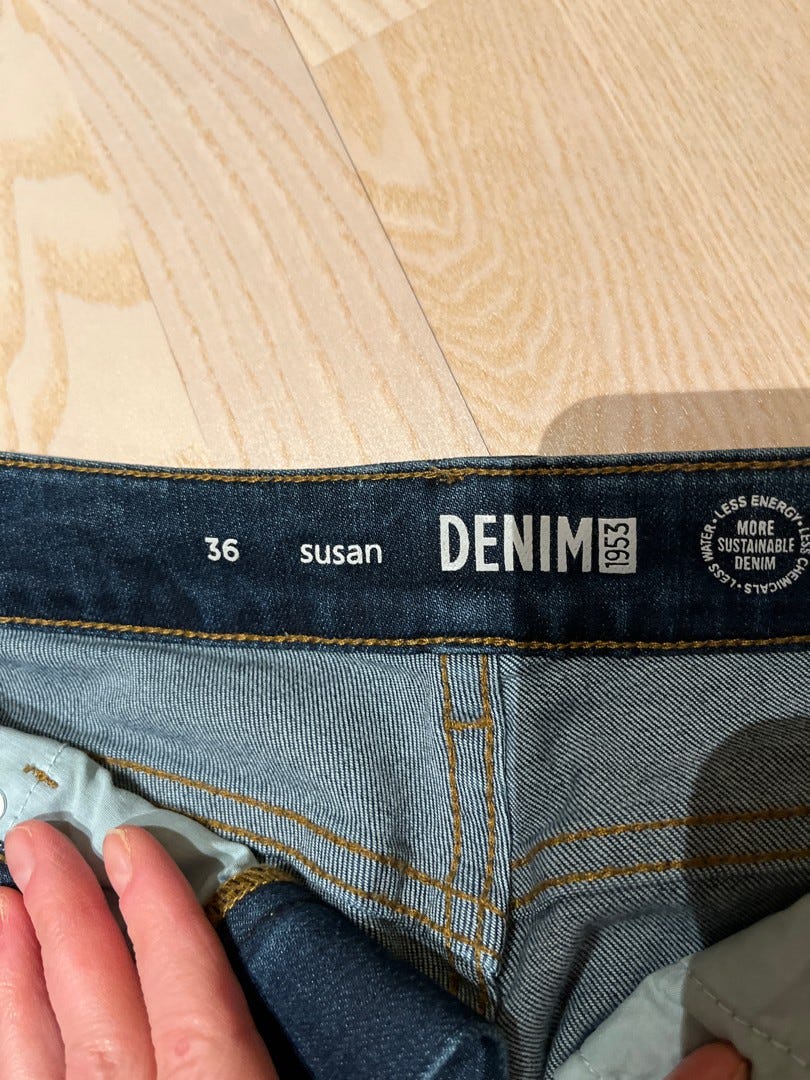 36 susan DENIM 1953
MORE
SUSTAINABLE
DENIM
LESS WATER • LESS ENERGY • LESS CHEMICALS •